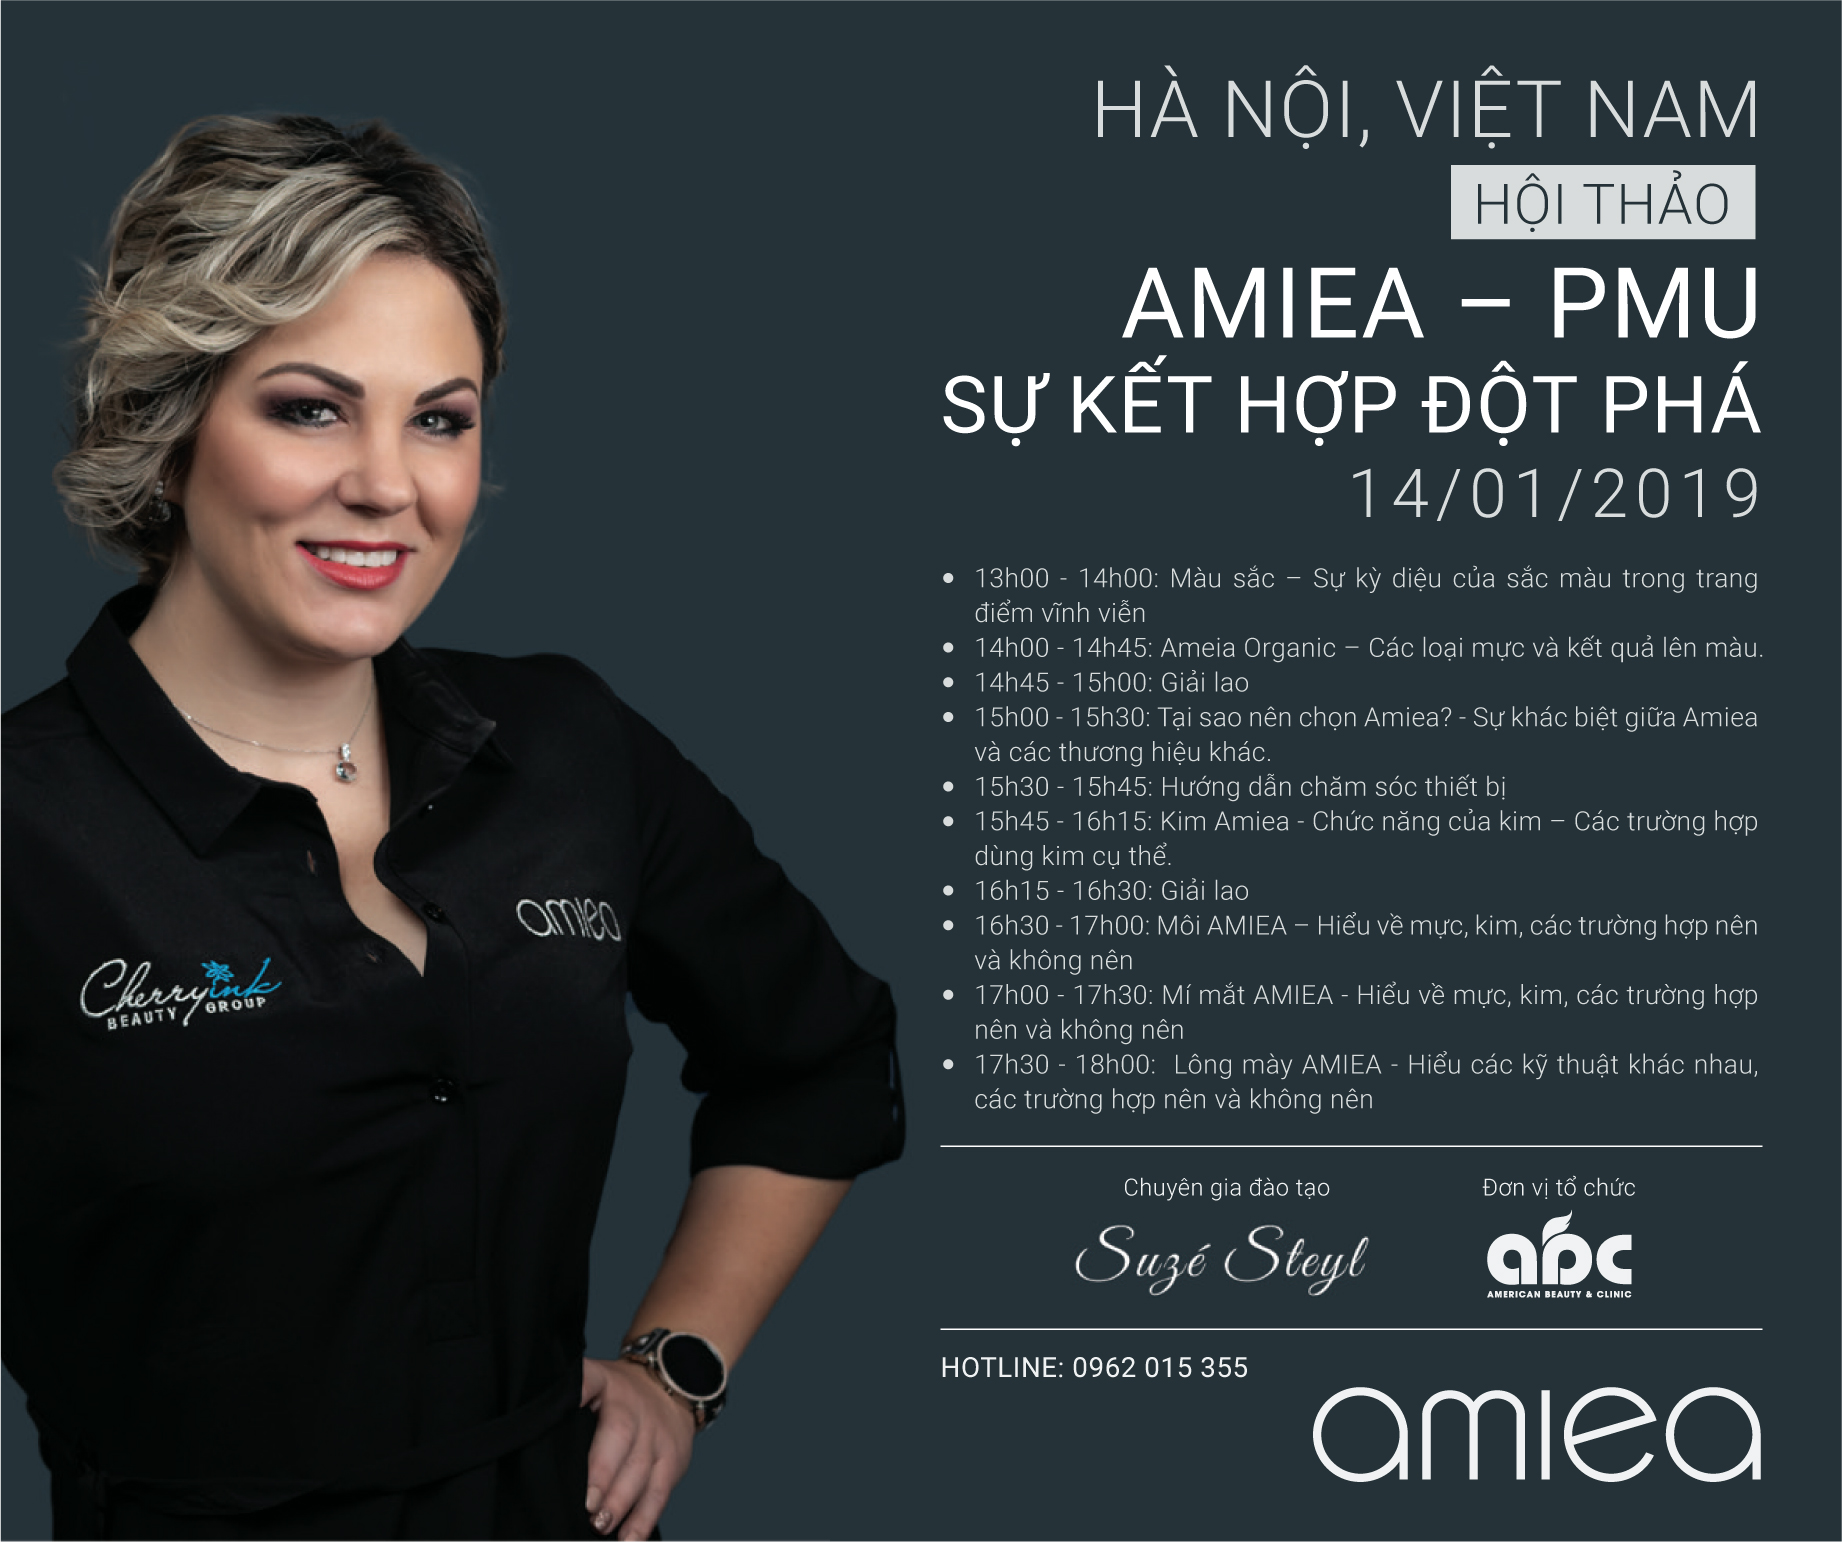 HÀ NỘI, VIỆT NAM
HỘI THẢO
AMIEA – PMU
SỰ KẾT HỢP ĐỘT PHÁ
14/01/2019
• 13h00 - 14h00: Màu sắc – Sự kỳ diệu của sắc màu trong trang
điểm vĩnh viễn
• 14h00 - 14h45: Ameia Organic – Các loại mực và kết quả lên màu.
• 14h45 - 15h00: Giải lao
• 15h00 - 15h30: Tại sao nên chọn Amiea? - Sự khác biệt giữa Amiea
và các thương hiệu khác.
• 15h30 - 15h45: Hướng dẫn chăm sóc thiết bị
• 15h45 - 16h15: Kim Amiea - Chức năng của kim – Các trường hợp
dùng kim cụ thể.
• 16h15 - 16h30: Giải lao
• 16h30 - 17h00: Môi AMIEA – Hiểu về mực, kim, các trường hợp nên
và không nên
• 17h00 - 17h30: Mí mắt AMIEA - Hiểu về mực, kim, các trường hợp
nên và không nên
• 17h30 - 18h00: Lông mày AMIEA - Hiểu các kỹ thuật khác nhau,
các trường hợp nên và không nên
Chuyên gia đào tạo
Suzé Steyl
Đơn vị tổ chức
abc
AMERICAN BEAUTY & CLINIC
HOTLINE: 0962 015 355
amiea
amiea
Cherryink
BEAUTY GROUP